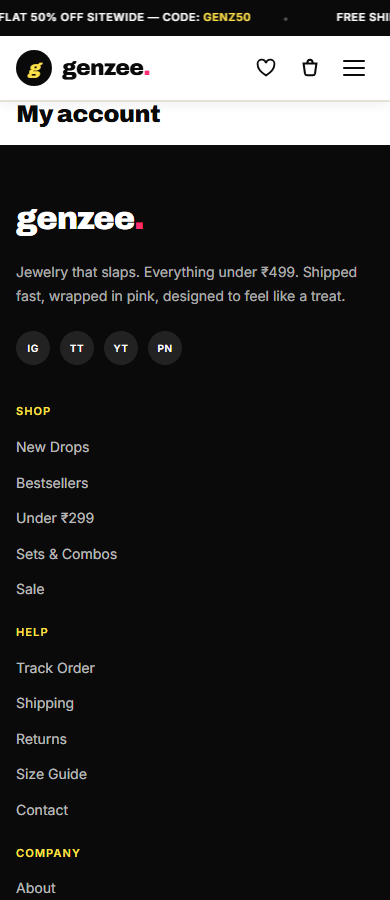 FLAT 50% OFF SITEWIDE — CODE: GENZ50 • FREE SHI
g genzee.
My account
genzee.
Jewelry that slaps. Everything under ₹499. Shipped
fast, wrapped in pink, designed to feel like a treat.
IG TT YT PN
SHOP
New Drops
Bestsellers
Under ₹299
Sets & Combos
Sale
HELP
Track Order
Shipping
Returns
Size Guide
Contact
COMPANY
About